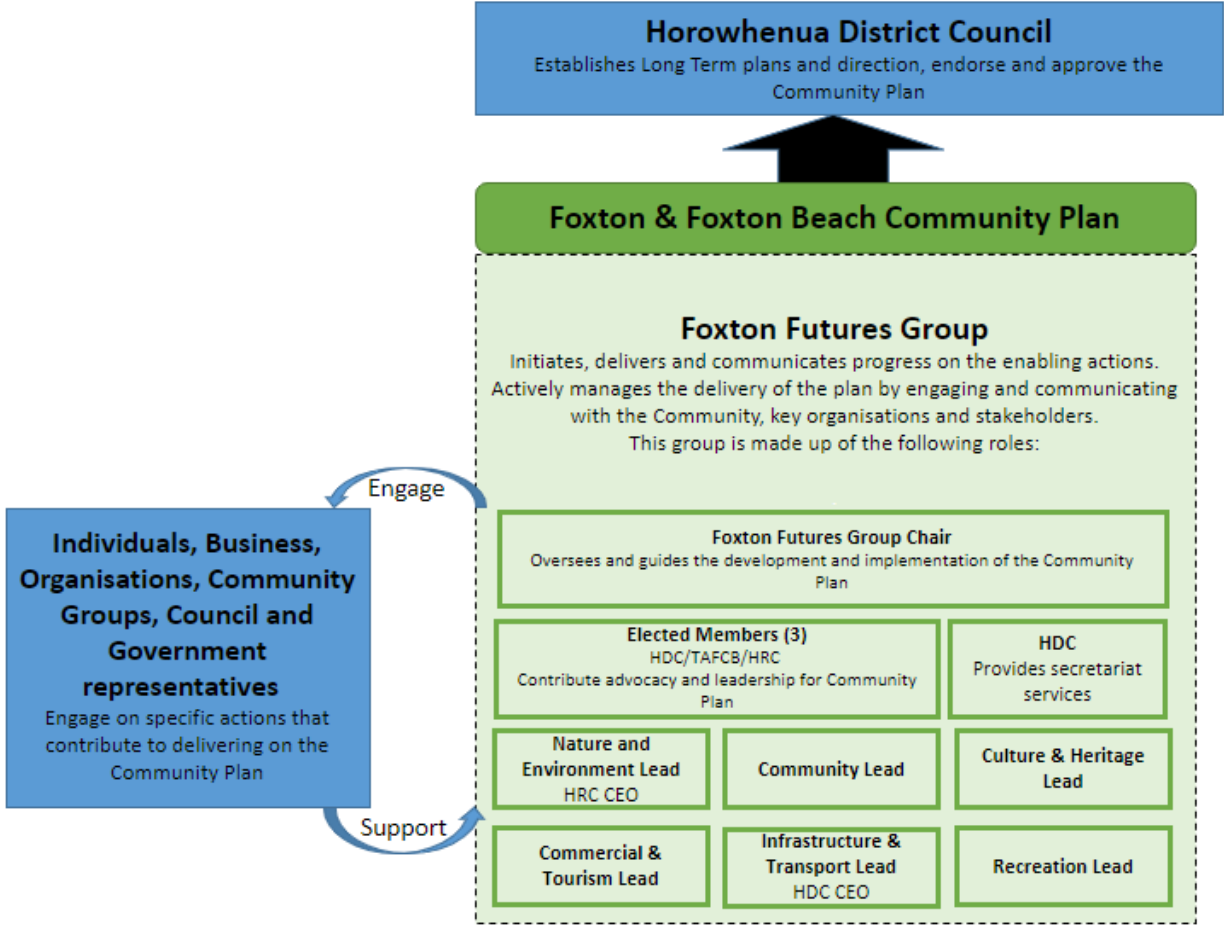 Horowhenua District Council
Establishes Long Term plans and direction, endorse and approve the
Community Plan
Foxton & Foxton Beach Community Plan
Foxton Futures Group
Initiates, delivers and communicates progress on the enabling actions.
Actively manages the delivery of the plan by engaging and communicating
with the Community, key organisations and stakeholders.
This group is made up of the following roles:
Engage
Individuals, Business,
Organisations, Community
Groups, Council and
Government
representatives
Engage on specific actions that
contribute to delivering on the
Community Plan
Support
Foxton Futures Group Chair
Oversees and guides the development and implementation of the Community
Plan
Elected Members (3)
HDC/TAFCB/HRC
Contribute advocacy and leadership for Community
Plan
HDC
Provides secretariat
services
Nature and
Environment Lead
HRC CEO
Community Lead
Culture & Heritage
Lead
Commercial &
Tourism Lead
Infrastructure &
Transport Lead
HDC CEO
Recreation Lead